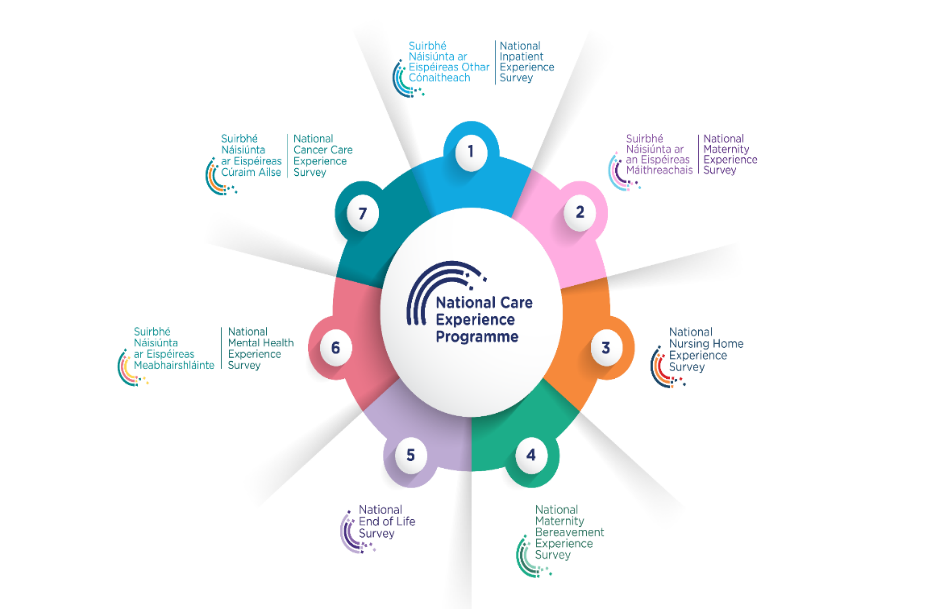 Suirbhé
Náisiúnta ar
Eispéireas Othar
Cónaitheach
National
Inpatient
Experience
Survey
1
Suirbhé
Náisiúnta ar
an Eispéireas
Máithreachais
National
Maternity
Experience
Survey
2
National
Nursing Home
Experience
Survey
3
National
Maternity
Bereavement
Experience
Survey
4
National
End of Life
Survey
5
Suirbhé
Náisiúnta
ar Eispéireas
Meabhairshláinte
National
Mental Health
Experience
Survey
6
Suirbhé
Náisiúnta
ar Eispéireas
Cúraim Ailse
National
Cancer Care
Experience
Survey
7
National Care
Experience
Programme